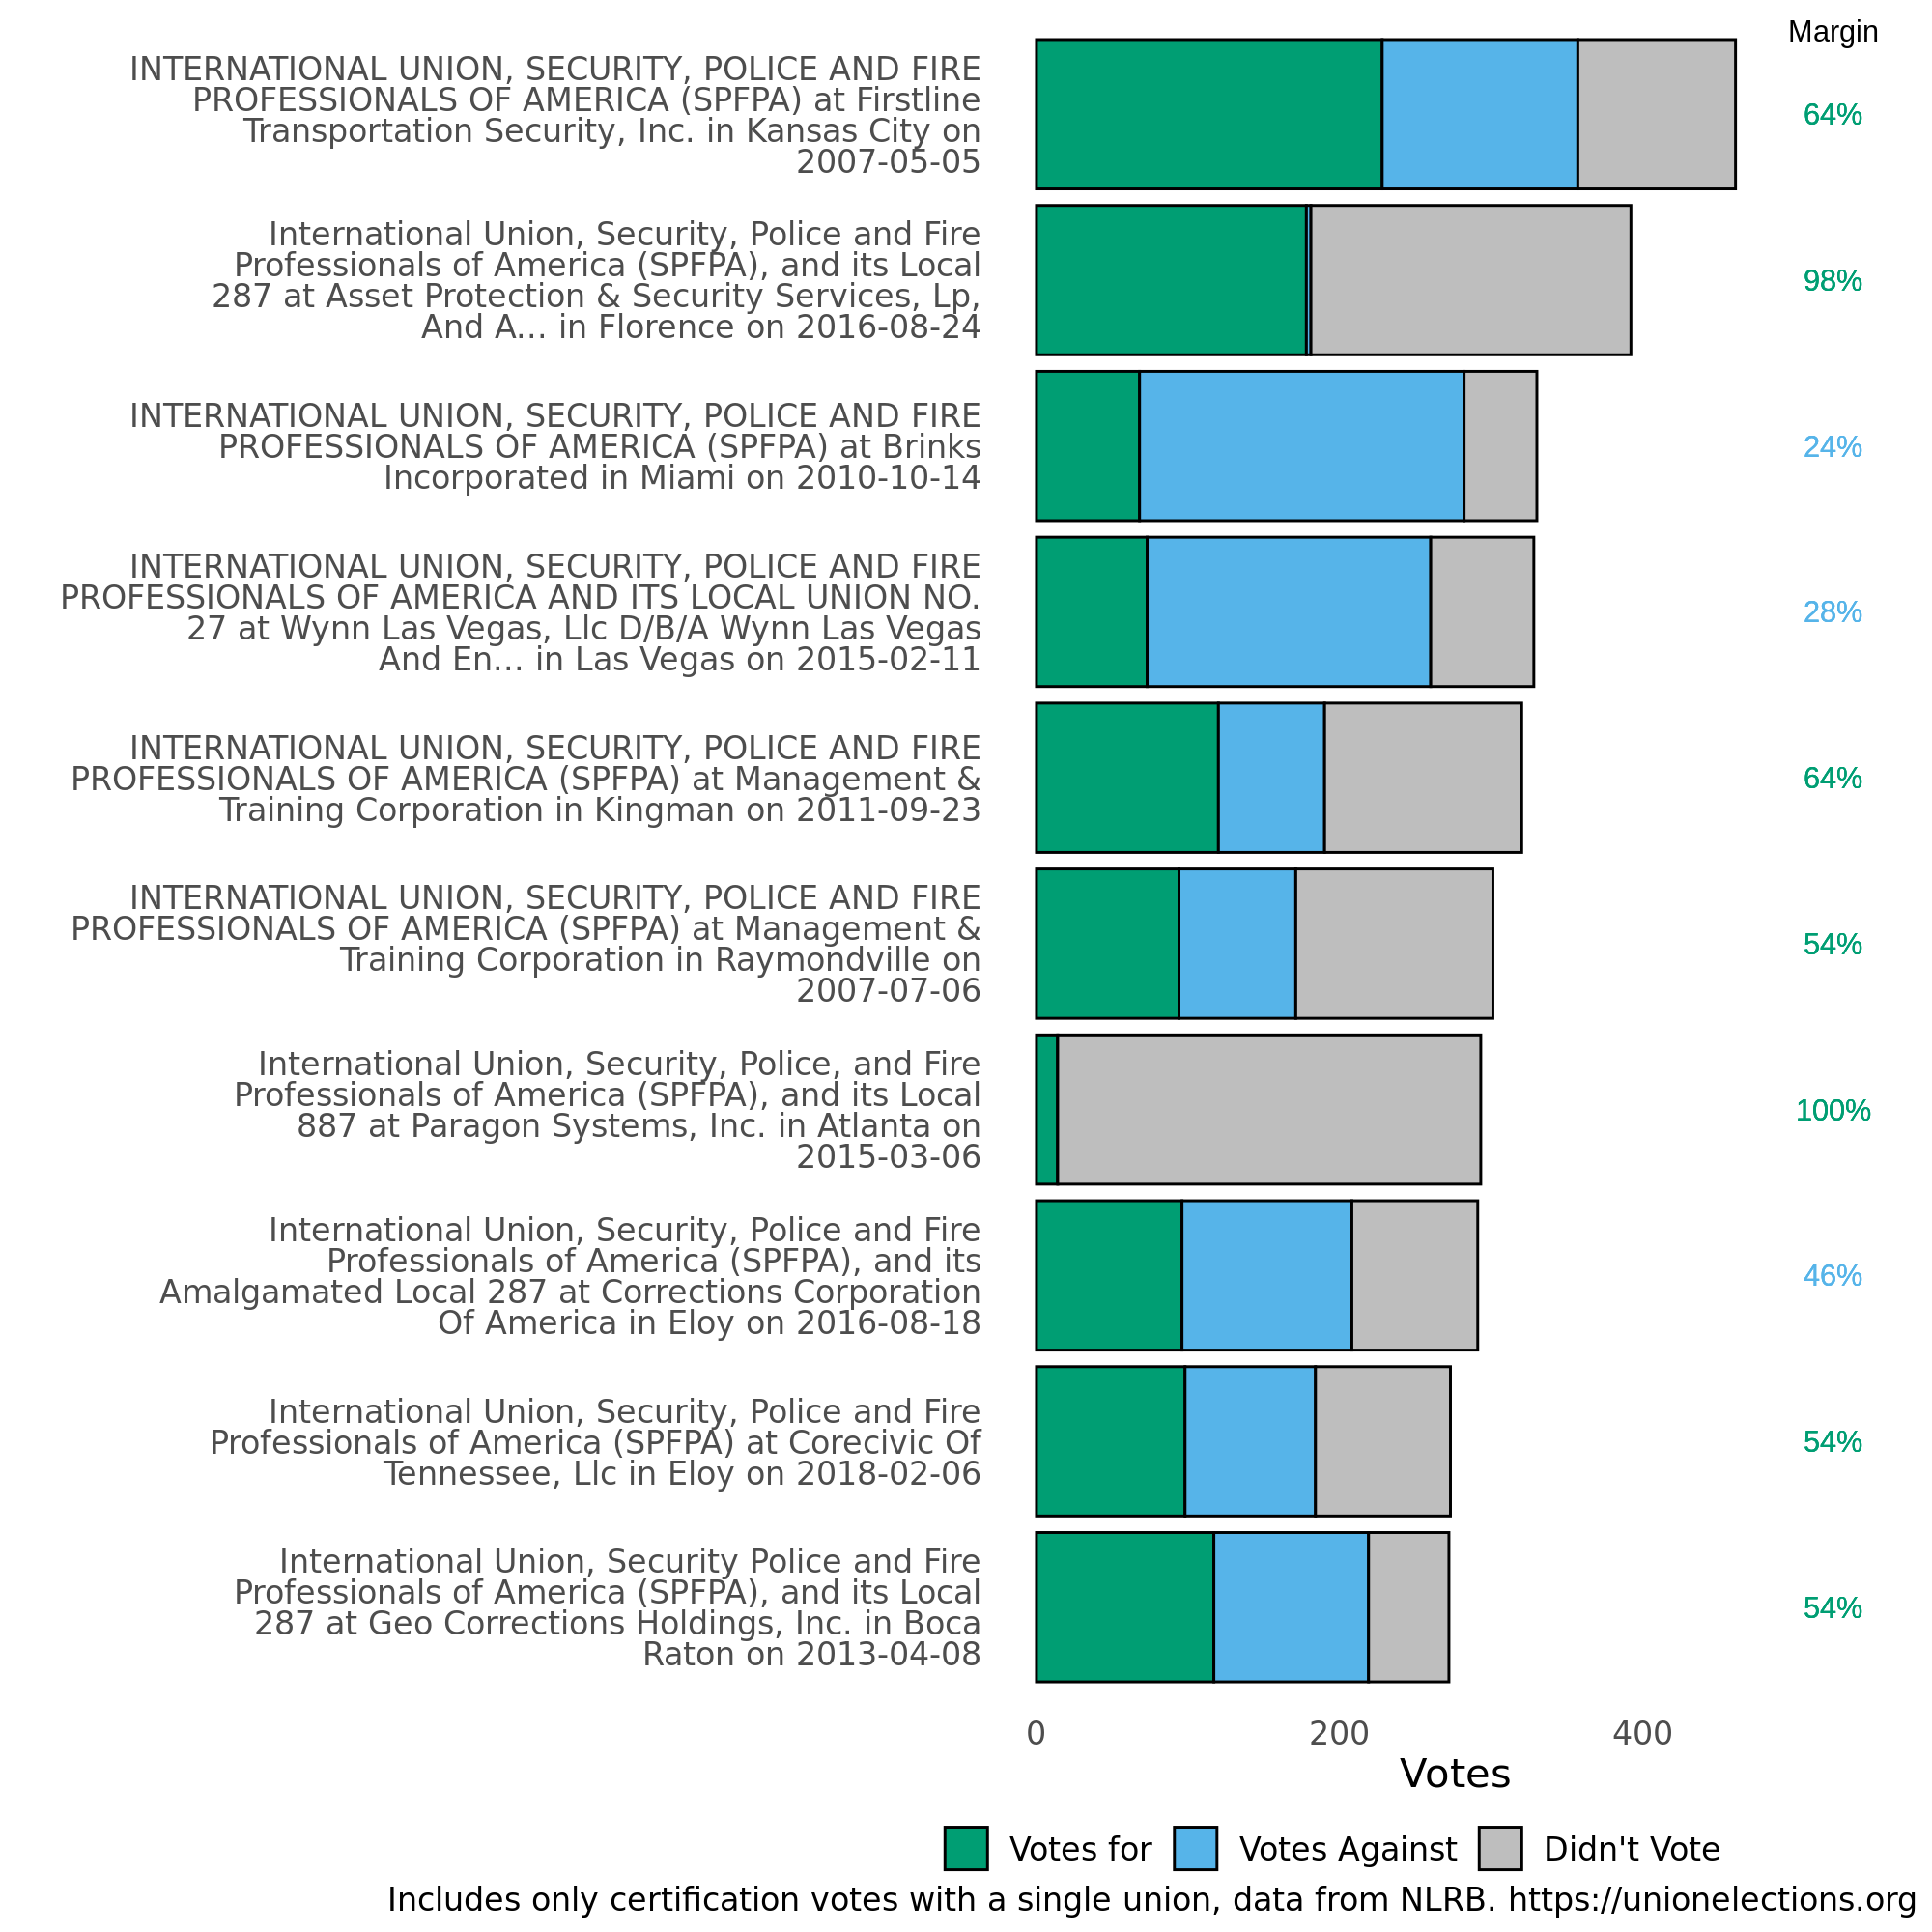 Margin
INTERNATIONAL UNION, SECURITY, POLICE AND FIRE
PROFESSIONALS OF AMERICA (SPFPA) at Firstline
Transportation Security, Inc. in Kansas City on
2007-05-05
64%
International Union, Security, Police and Fire
Professionals of America (SPFPA), and its Local
287 at Asset Protection & Security Services, Lp,
And A... in Florence on 2016-08-24
98%
INTERNATIONAL UNION, SECURITY, POLICE AND FIRE
PROFESSIONALS OF AMERICA (SPFPA) at Brinks
Incorporated in Miami on 2010-10-14
24%
INTERNATIONAL UNION, SECURITY, POLICE AND FIRE
PROFESSIONALS OF AMERICA AND ITS LOCAL UNION NO.
27 at Wynn Las Vegas, Llc D/B/A Wynn Las Vegas
And En... in Las Vegas on 2015-02-11
28%
INTERNATIONAL UNION, SECURITY, POLICE AND FIRE
PROFESSIONALS OF AMERICA (SPFPA) at Management &
Training Corporation in Kingman on 2011-09-23
64%
INTERNATIONAL UNION, SECURITY, POLICE AND FIRE
PROFESSIONALS OF AMERICA (SPFPA) at Management &
Training Corporation in Raymondville on
2007-07-06
54%
International Union, Security, Police, and Fire
Professionals of America (SPFPA), and its Local
887 at Paragon Systems, Inc. in Atlanta on
2015-03-06
100%
International Union, Security, Police and Fire
Professionals of America (SPFPA), and its
Amalgamated Local 287 at Corrections Corporation
Of America in Eloy on 2016-08-18
46%
International Union, Security, Police and Fire
Professionals of America (SPFPA) at Corecivic Of
Tennessee, Llc in Eloy on 2018-02-06
54%
International Union, Security Police and Fire
Professionals of America (SPFPA), and its Local
287 at Geo Corrections Holdings, Inc. in Boca
Raton on 2013-04-08
54%
0 200 400
Votes
Votes for Votes Against Didn't Vote
Includes only certification votes with a single union, data from NLRB. https://unionelections.org